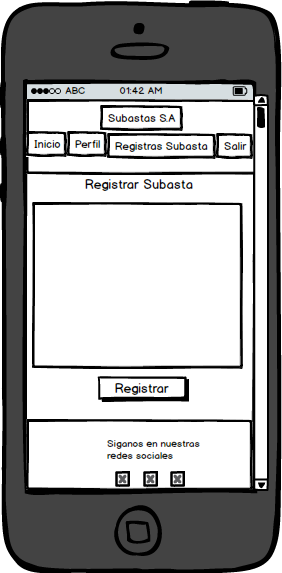 ABC 01:42 AM
Subastas S.A
Inicio Perfil Registras Subasta Salir
Registrar Subasta
Registrar
Siganos en nuestras
redes sociales